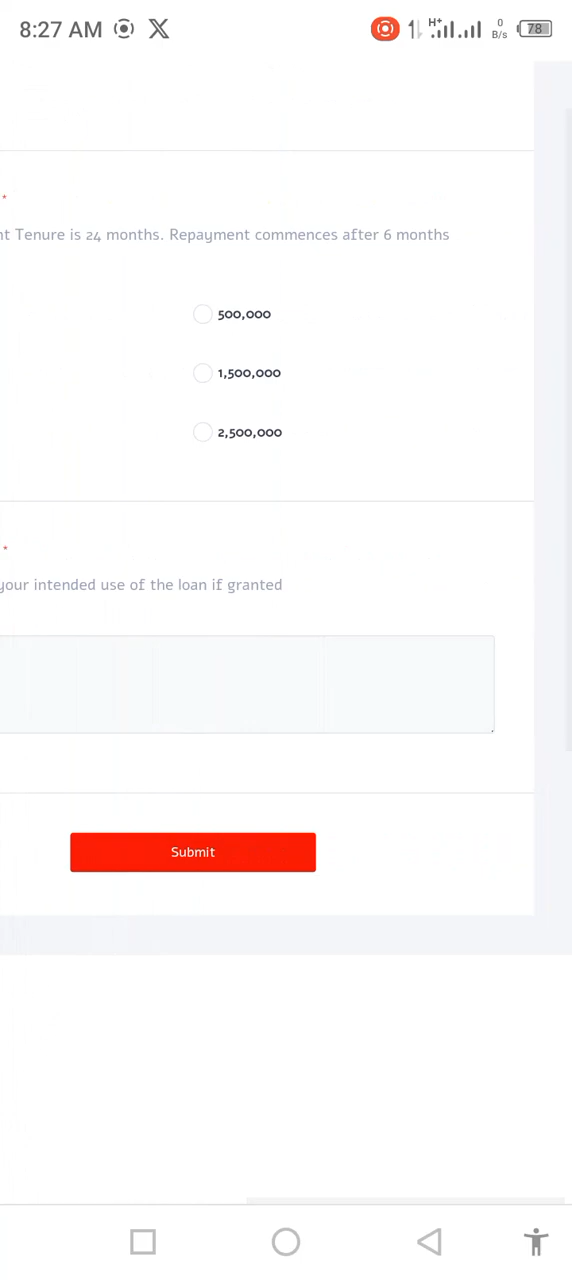 8:27 AM
H+
0
B/s
78
*
nt Tenure is 24 months. Repayment commences after 6 months
500,000
1,500,000
2,500,000
*
your intended use of the loan if granted
Submit